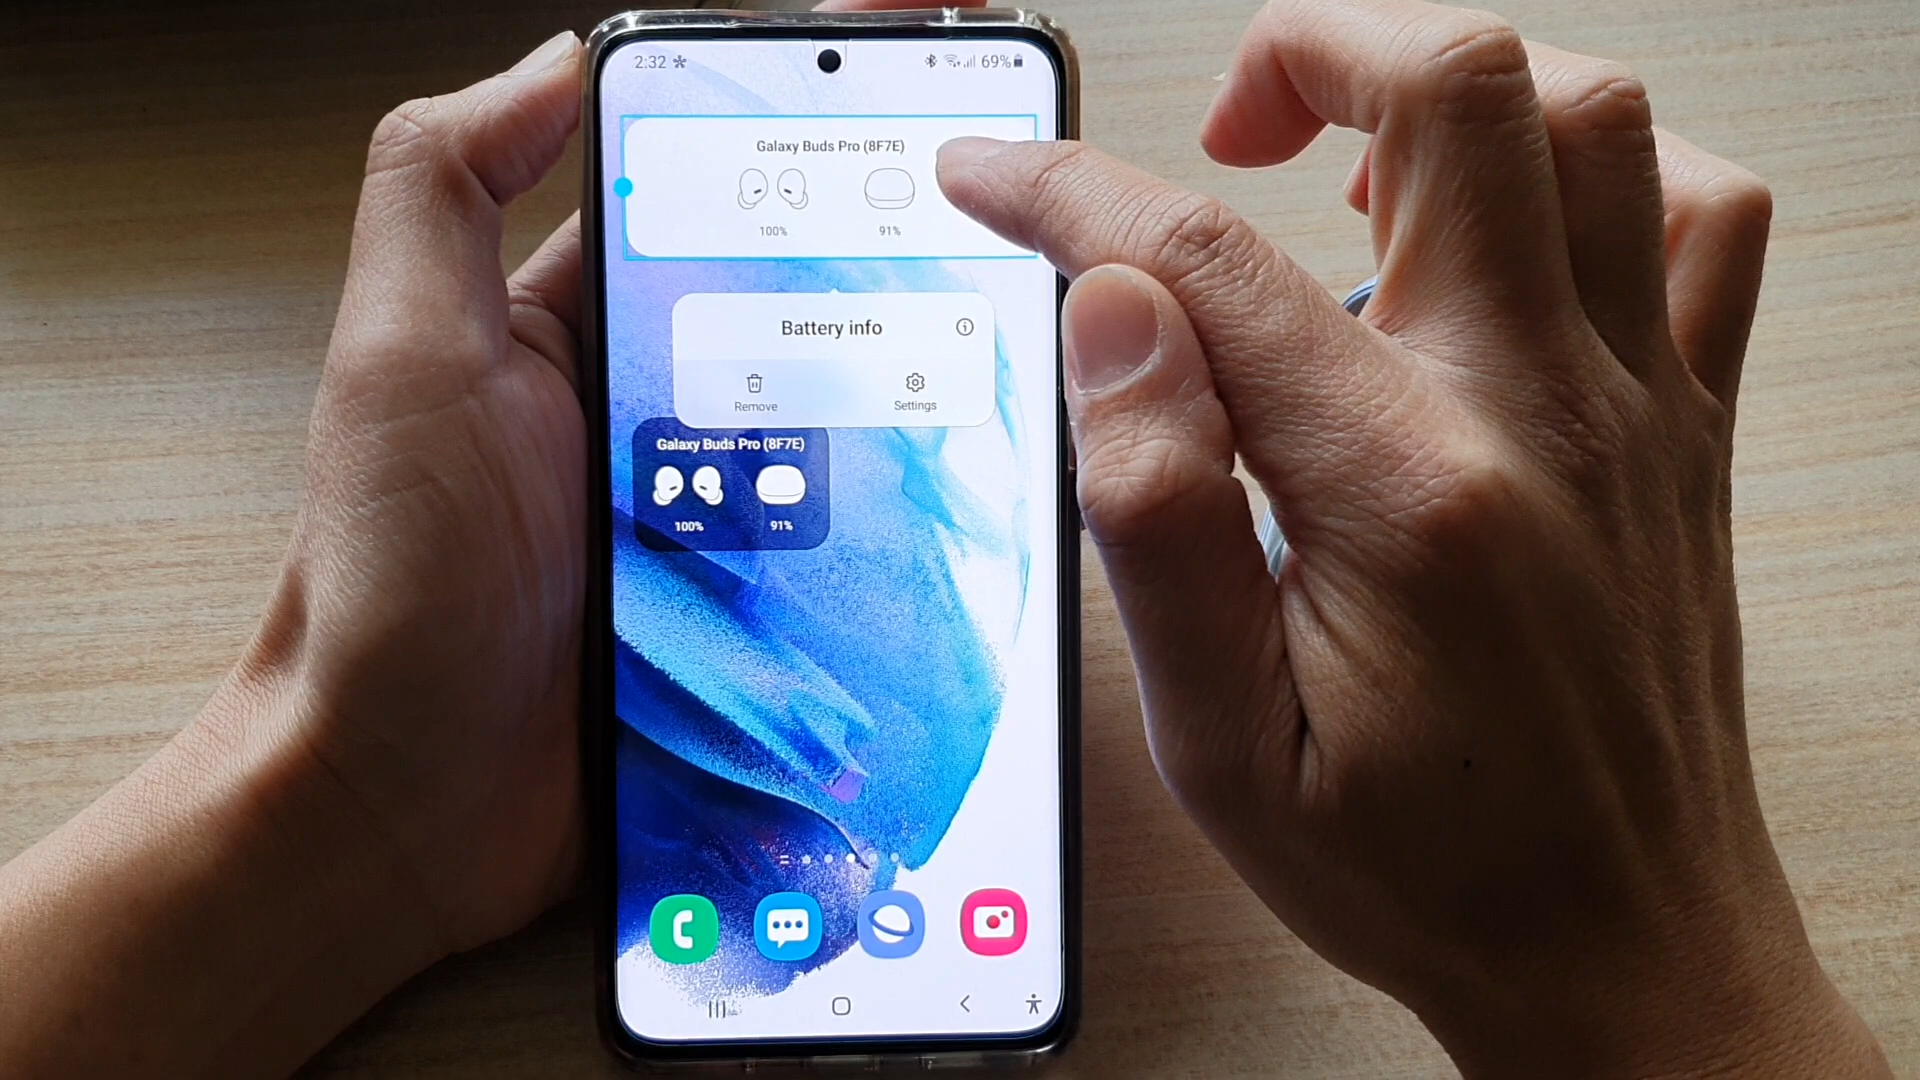 2:32 69%
Galaxy Buds Pro (8F7E)
100% 91%
Battery info
Remove Settings
Galaxy Buds Pro (8F7E)
100% 91%